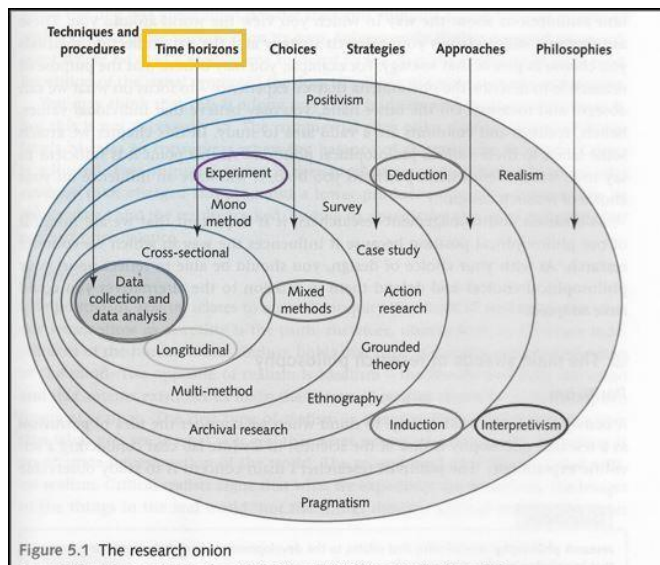 Techniques and
procedures
Time horizons
Choices
Strategies
Approaches
Philosophies
Positivism
Experiment
Deduction
Realism
Mono
method
Survey
Cross-sectional
Case study
Data
collection and
data analysis
Mixed
methods
Action
research
Longitudinal
Grounded
theory
Multi-method
Ethnography
Archival research
Induction
Interpretivism
Pragmatism
Figure 5.1 The research onion